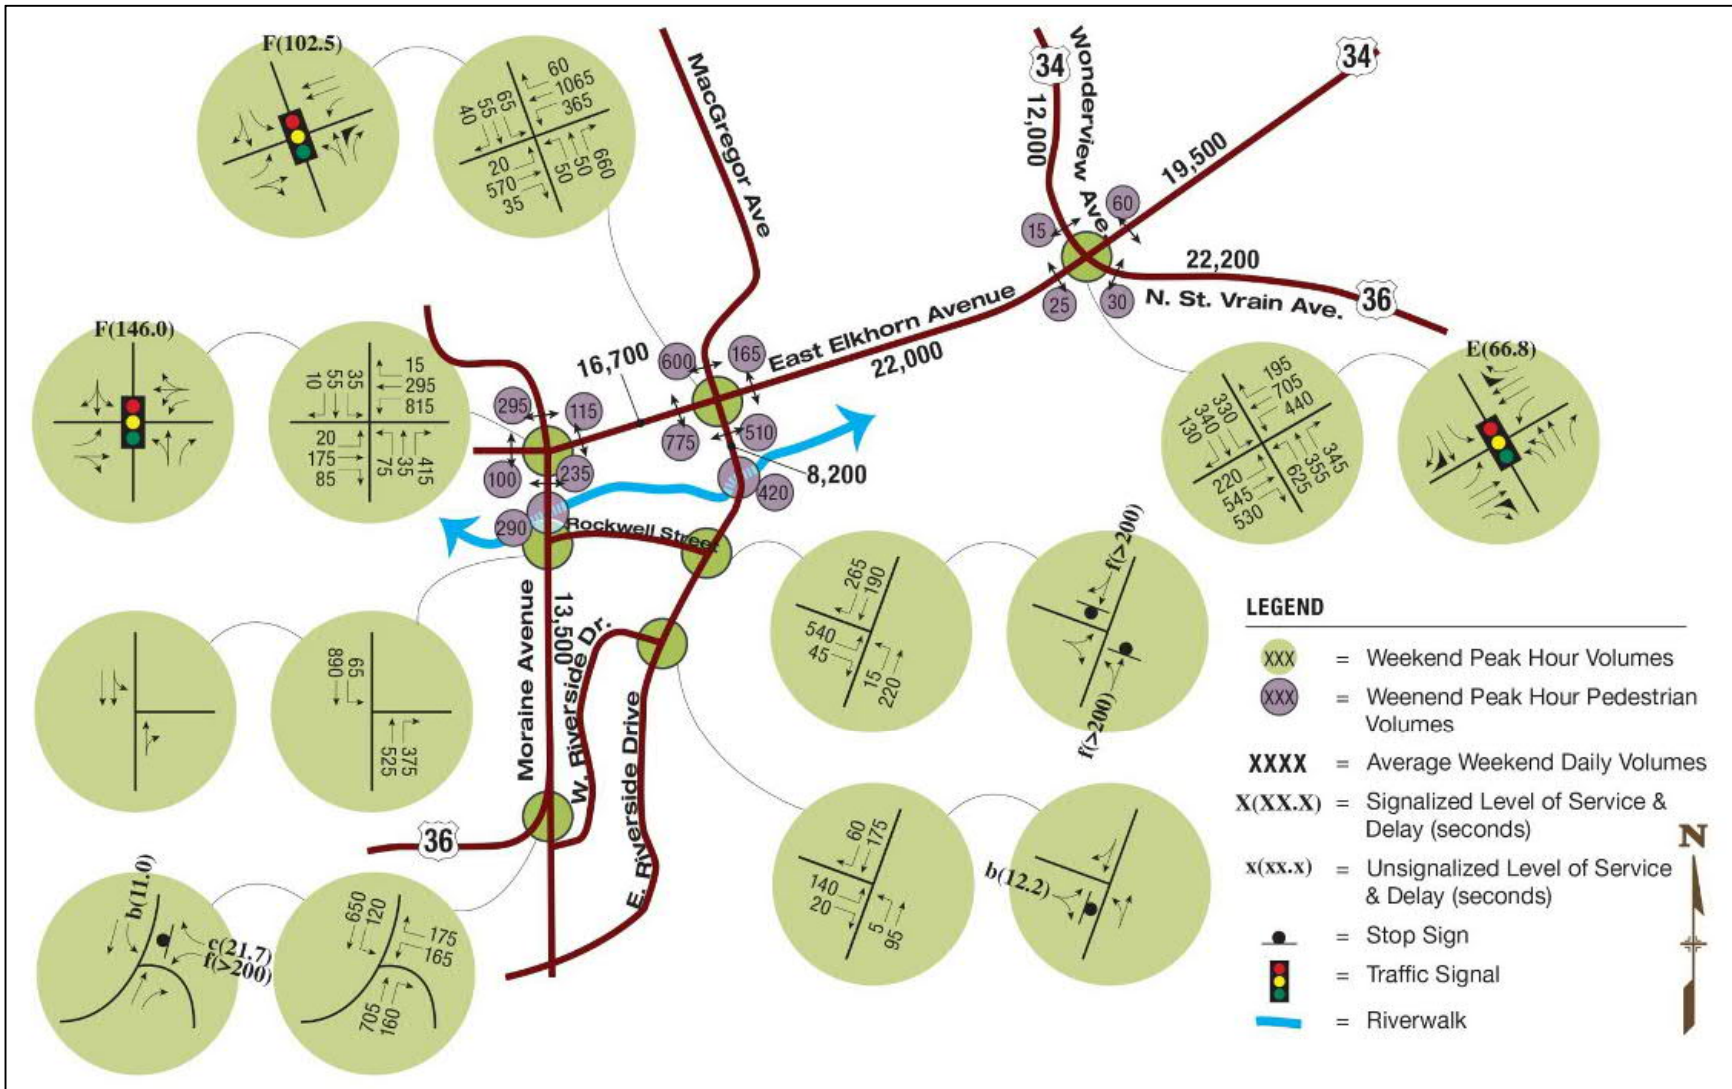 F(102.5)
60
1065
365
65
55
40
20
570
35
50
50
660
MacGregor Ave
34
Wonderview Ave.
12,000
34
19,500
60
15
25
30
22,200
N. St. Vrain Ave.
36
East Elkhorn Avenue
22,000
16,700
600
165
775
510
8,200
420
F(146.0)
15
295
815
35
55
10
20
175
85
75
35
415
295
115
100
235
290
Rockwell Street
E(66.8)
195
705
440
330
340
130
220
545
530
625
355
345
65
890
525
375
Moraine Avenue
13,500
W. Riverside Dr.
E. Riverside Drive
36
265
190
540
45
15
220
f(>200)
f(>200)
60
175
140
20
5
95
b(12.2)
b(11.0)
c(21.7)
f(>200)
650
120
175
165
705
160
LEGEND
XXX = Weekend Peak Hour Volumes
XXX = Weenend Peak Hour Pedestrian
Volumes
XXXX = Average Weekend Daily Volumes
X(XX.X) = Signalized Level of Service &
Delay (seconds)
x(xx.x) = Unsignalized Level of Service
& Delay (seconds)
= Stop Sign
= Traffic Signal
= Riverwalk
N